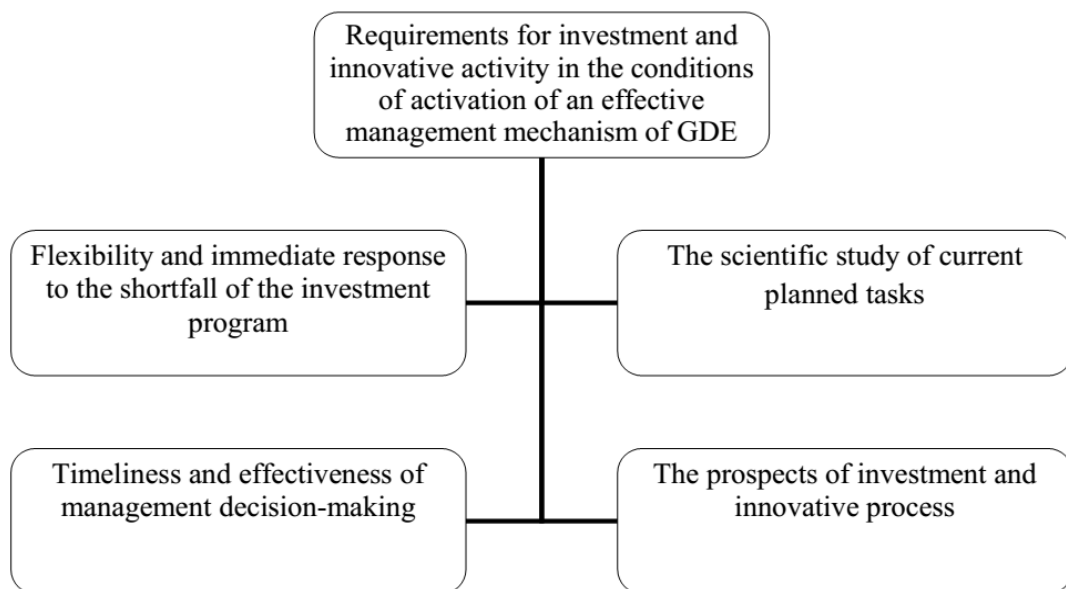 Requirements for investment and
innovative activity in the conditions
of activation of an effective
management mechanism of GDE
Flexibility and immediate response
to the shortfall of the investment
program
The scientific study of current
planned tasks
Timeliness and effectiveness of
management decision-making
The prospects of investment and
innovative process